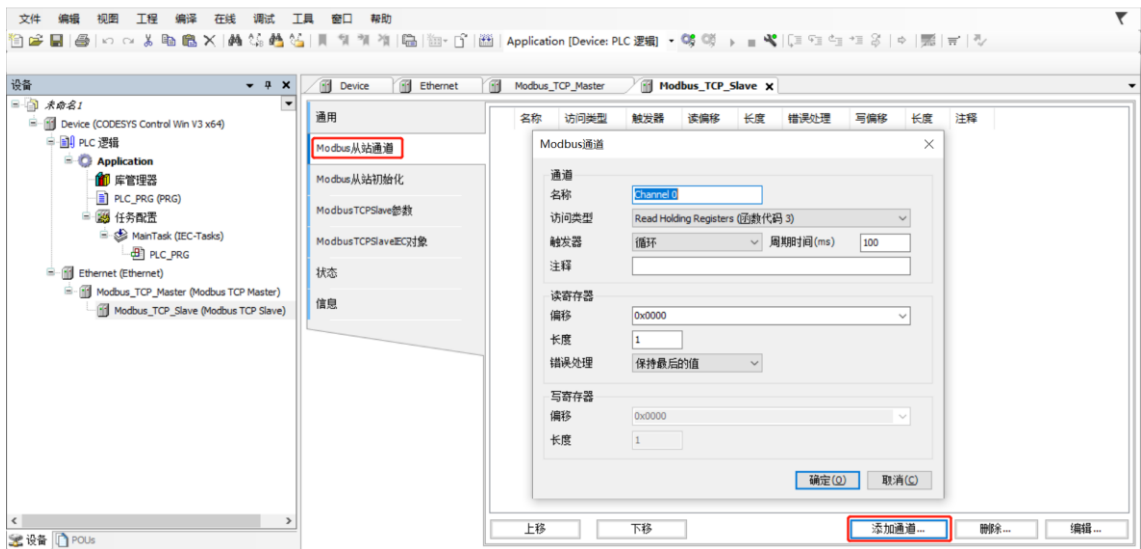 文件 编辑 视图 工程 编译 在线 调试 工具 窗口 帮助
Application [Device: PLC 逻辑]
设备
未命名1
Device (CODESYS Control Win V3 x64)
PLC 逻辑
Application
库管理器
PLC_PRG (PRG)
任务配置
MainTask (IEC-Tasks)
PLC_PRG
Ethernet (Ethernet)
Modbus_TCP_Master (Modbus TCP Master)
Modbus_TCP_Slave (Modbus TCP Slave)
设备 POUs
Device Ethernet Modbus_TCP_Master Modbus_TCP_Slave
通用
Modbus从站通道
Modbus从站初始化
ModbusTCPSlave参数
ModbusTCPSlaveIEC对象
状态
信息
名称 访问类型 触发器 读偏移 长度 错误处理 写偏移 长度 注释
Modbus通道
通道
名称 Channel 0
访问类型 Read Holding Registers (函数代码 3)
触发器 循环 周期时间(ms) 100
注释
读寄存器
偏移 0x0000
长度 1
错误处理 保持最后的值
写寄存器
偏移 0x0000
长度 1
确定(O) 取消(C)
上移 下移 添加通道... 删除... 编辑...